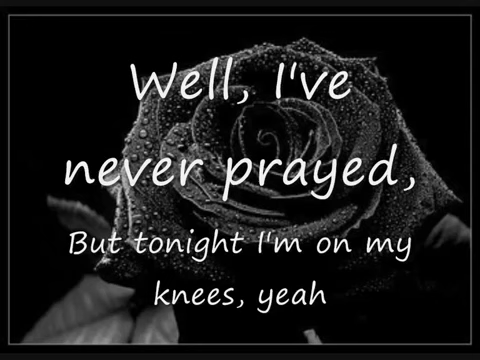 Well, I've
never prayed,
But tonight I'm on my
knees, yeah